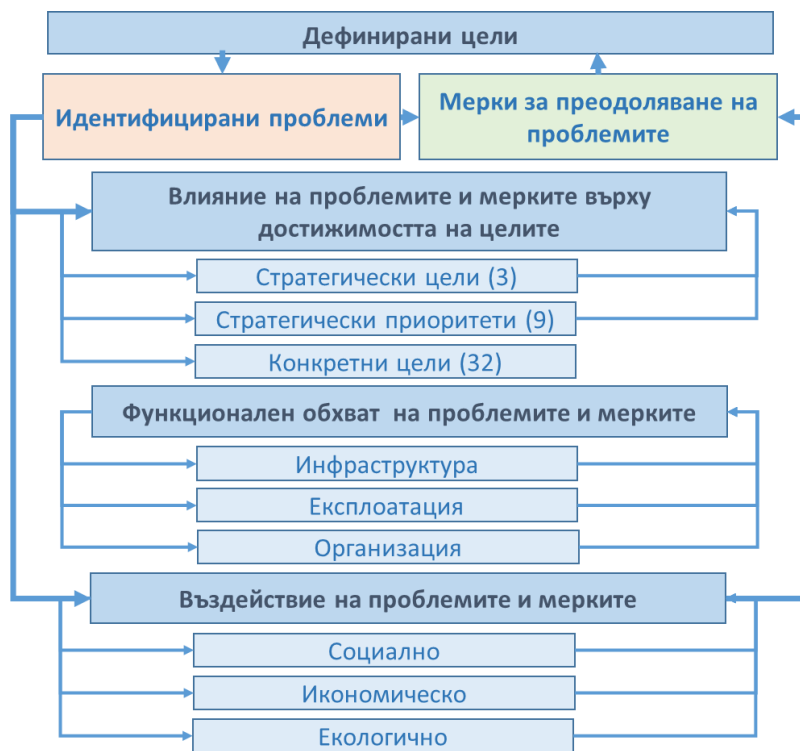 Дефинирани цели
Идентифицирани проблеми
Мерки за преодоляване на
проблемите
Влияние на проблемите и мерките върху
достижимостта на целите
Стратегически цели (3)
Стратегически приоритети (9)
Конкретни цели (32)
Функционален обхват на проблемите и мерките
Инфраструктура
Експлоатация
Организация
Въздействие на проблемите и мерките
Социално
Икономическо
Екологично